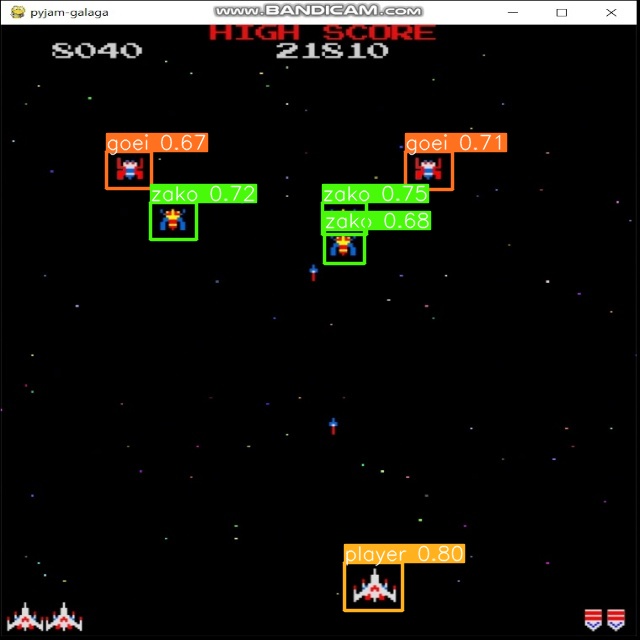 pyjam-galaga
www.BANDICAM.com
HIGH SCORE
8040 21810
goei 0.67 goei 0.71
zako 0.72 zako 0.75
zako 0.68
player 0.80